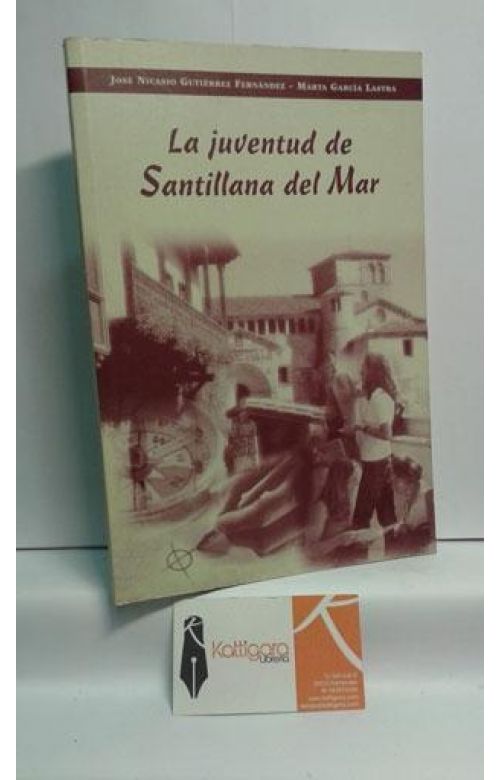 JOSÉ NICASIO GUTIÉRREZ FERNÁNDEZ - MARTA GARCÍA LASTRA
La juventud de
Santillana del Mar
K
Kattigara
Librería